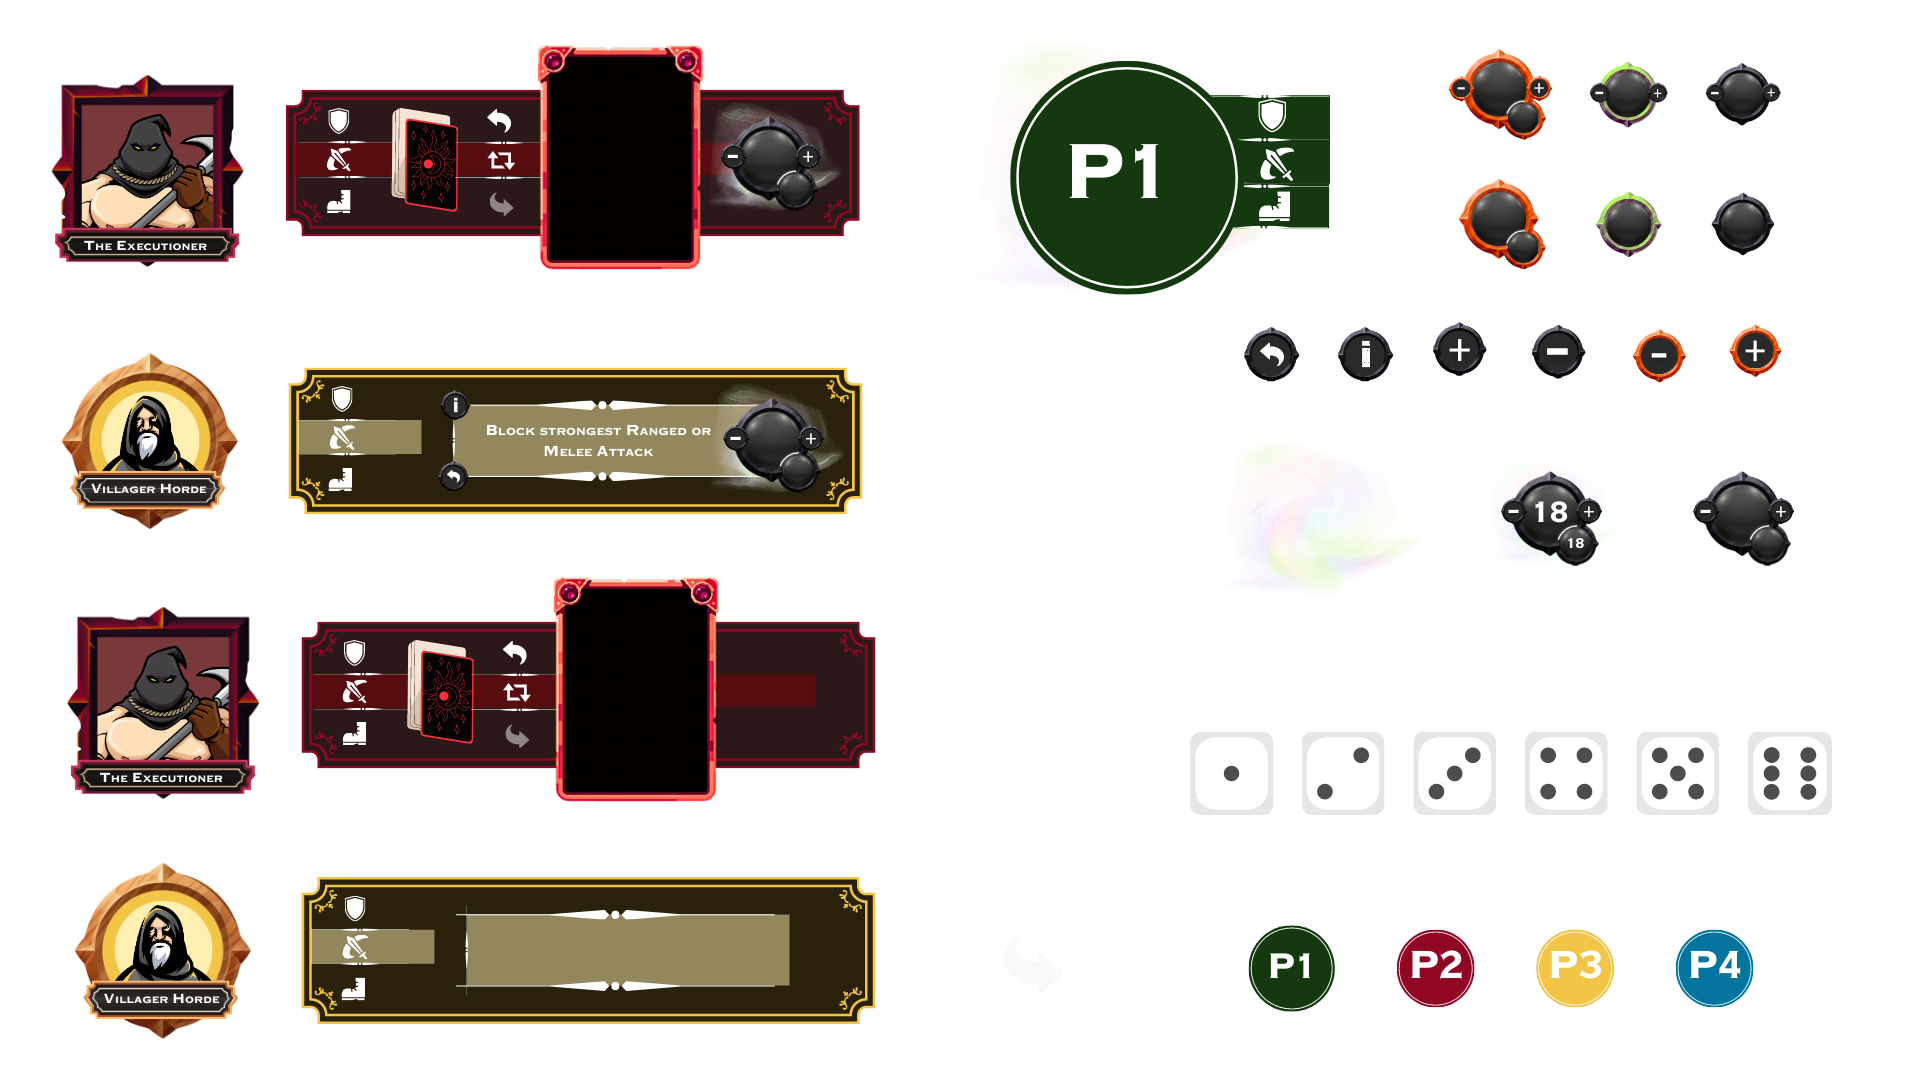 The Executioner
P1
i
Block strongest Ranged or
Melee Attack
Villager Horde
18
18
The Executioner
Villager Horde
P1
P2
P3
P4